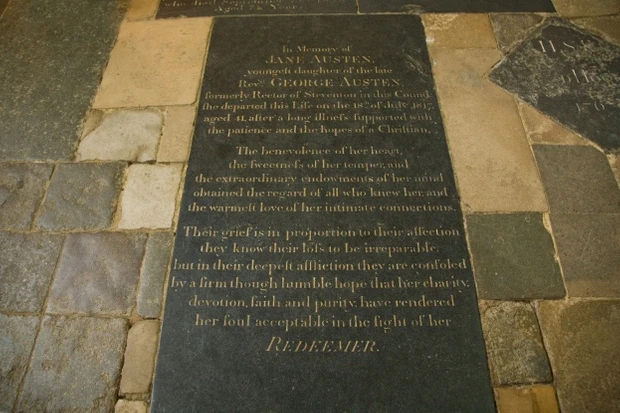 Aged 74 Years
In Memory of
JANE AUSTEN,
youngeſt daughter of the late
Revd GEORGE AUSTEN,
formerly Rector of Steventon in this County
ſhe departed this Life on the 18th of July 1817,
aged 41, after a long illneſs ſupported with
the patience and the hopes of a Chriſtian.
The benevolence of her heart,
the ſweetneſs of her temper, and
the extraordinary endowments of her mind
obtained the regard of all who knew her, and
the warmeſt love of her intimate connections.
Their grief is in proportion to their affection
they know their loſs to be irreparable,
but in their deepeſt affliction they are conſoled
by a firm though humble hope that her charity,
devotion, faith and purity, have rendered
her ſoul acceptable in the ſight of her
REDEEMER.
H.S.